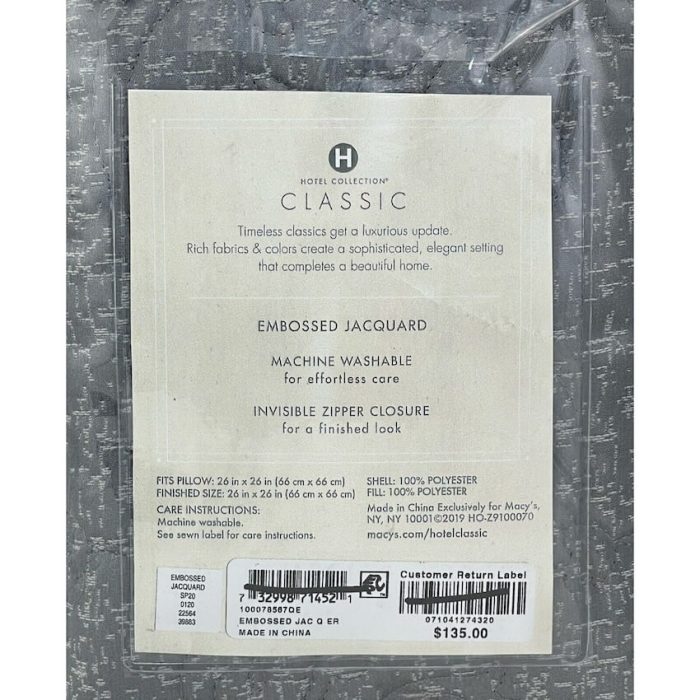 H
HOTEL COLLECTION®
CLASSIC
Timeless classics get a luxurious update.
Rich fabrics & colors create a sophisticated, elegant setting
that completes a beautiful home.
EMBOSSED JACQUARD
MACHINE WASHABLE
for effortless care
INVISIBLE ZIPPER CLOSURE
for a finished look
FITS PILLOW: 26 in x 26 in (66 cm x 66 cm)
FINISHED SIZE: 26 in x 26 in (66 cm x 66 cm)
CARE INSTRUCTIONS:
Machine washable.
See sewn label for care instructions.
SHELL: 100% POLYESTER
FILL: 100% POLYESTER
Made in China Exclusively for Macy's,
NY, NY 10001©2019 HO-Z9100070
macys.com/hotelclassic
EMBOSSED
JACQUARD
SP20
0120
22564
39883
7 32998 71452 1
100078587QE
EMBOSSED JAC Q ER
MADE IN CHINA
Customer Return Label
071041274320
$135.00